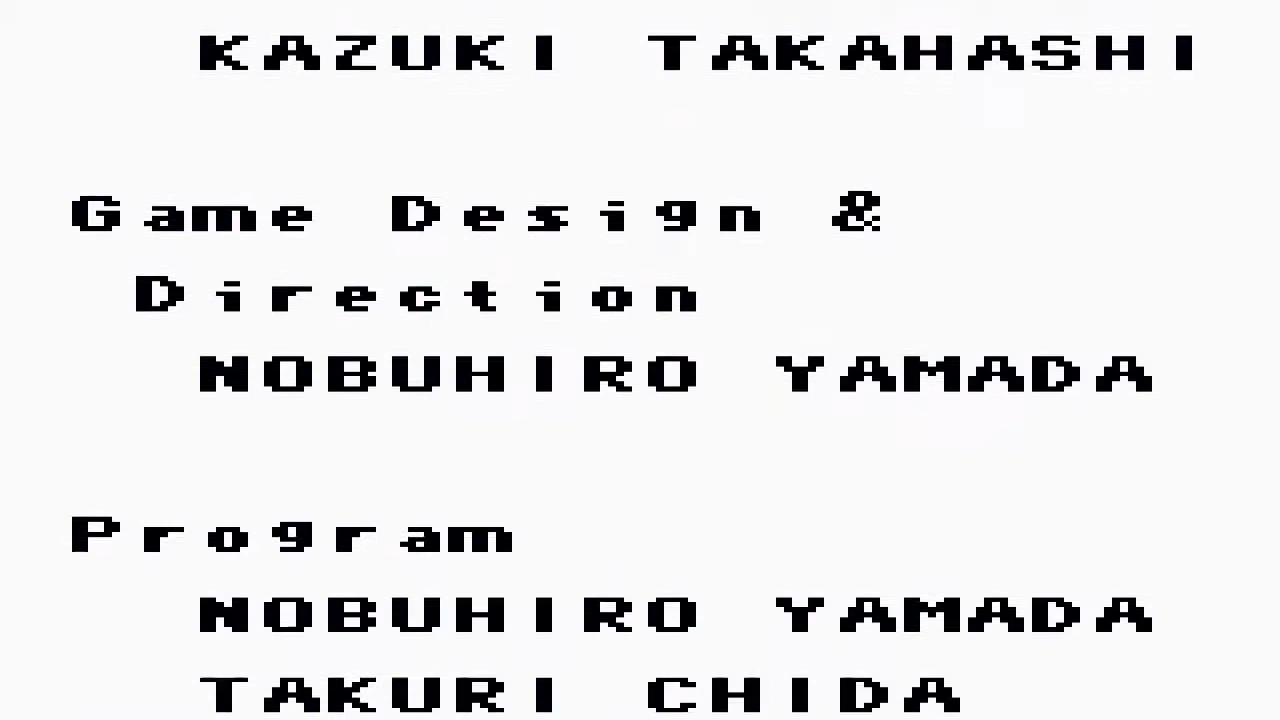 KAZUKI TAKAHASHI
Game Design &
Direction
NOBUHIRO YAMADA
Program
NOBUHIRO YAMADA
TAKURI CHIDA